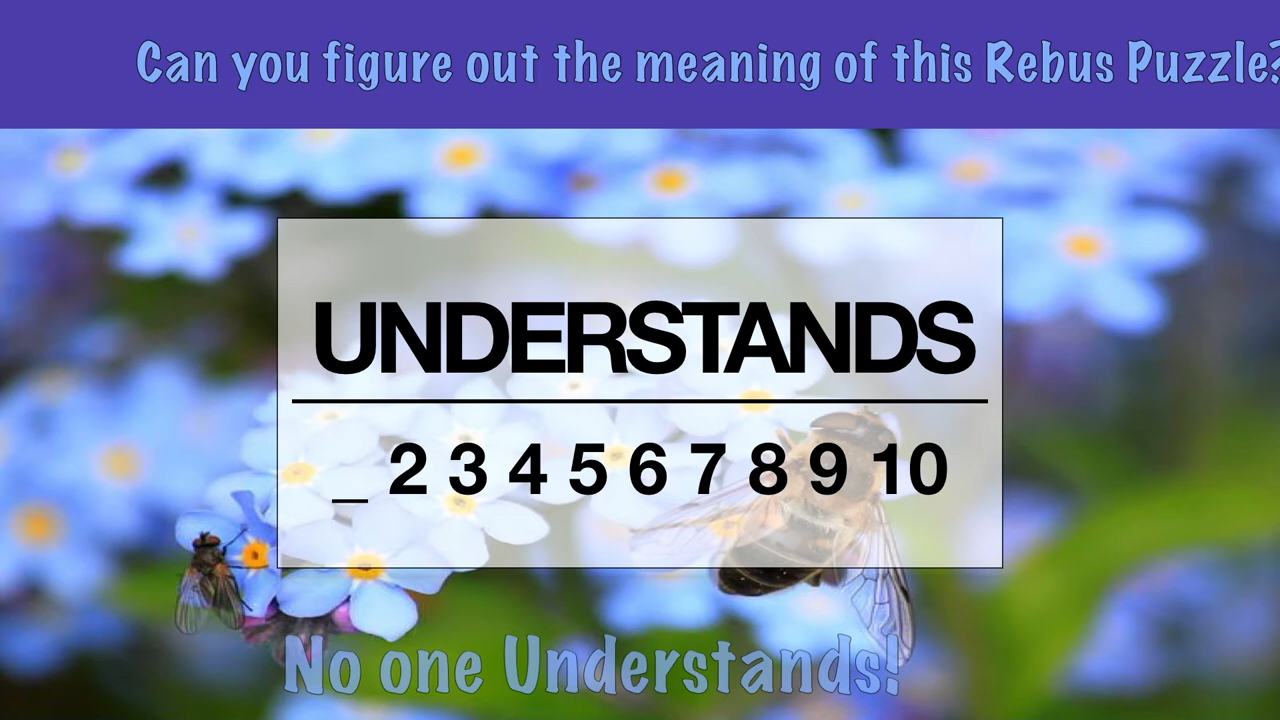 Can you figure out the meaning of this Rebus Puzzle?
UNDERSTANDS
_ 2 3 4 5 6 7 8 9 10
No one Understands!